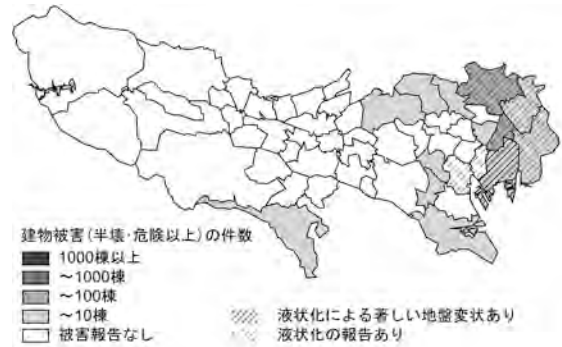 建物被害(半壊・危険以上)の件数
1000棟以上
～1000棟
～100棟
～10棟
被害報告なし
液状化による著しい地盤変状あり
液状化の報告あり